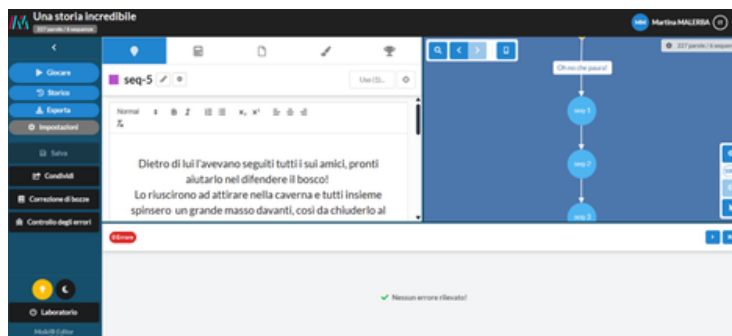 Una storia incredibile
227 parole / 6 sequenze
MM Martina MALERBA
Giocare
Storico
Esporta
Impostazioni
Salva
Condividi
Correzione di bozze
Controllo degli errori
Laboratorio
seq-5
Normal
B I
Dietro di lui l'avevano seguiti tutti i sui amici, pronti
aiutarlo nel difendere il bosco!
Lo riuscirono ad attirare nella caverna e tutti insieme
spinsero un grande masso davanti, così da chiuderlo al
227 parole / 6 sequenze
Oh no che paura!
seq-1
seq-2
seq-3
0 Errore
Nessun errore rilevato!